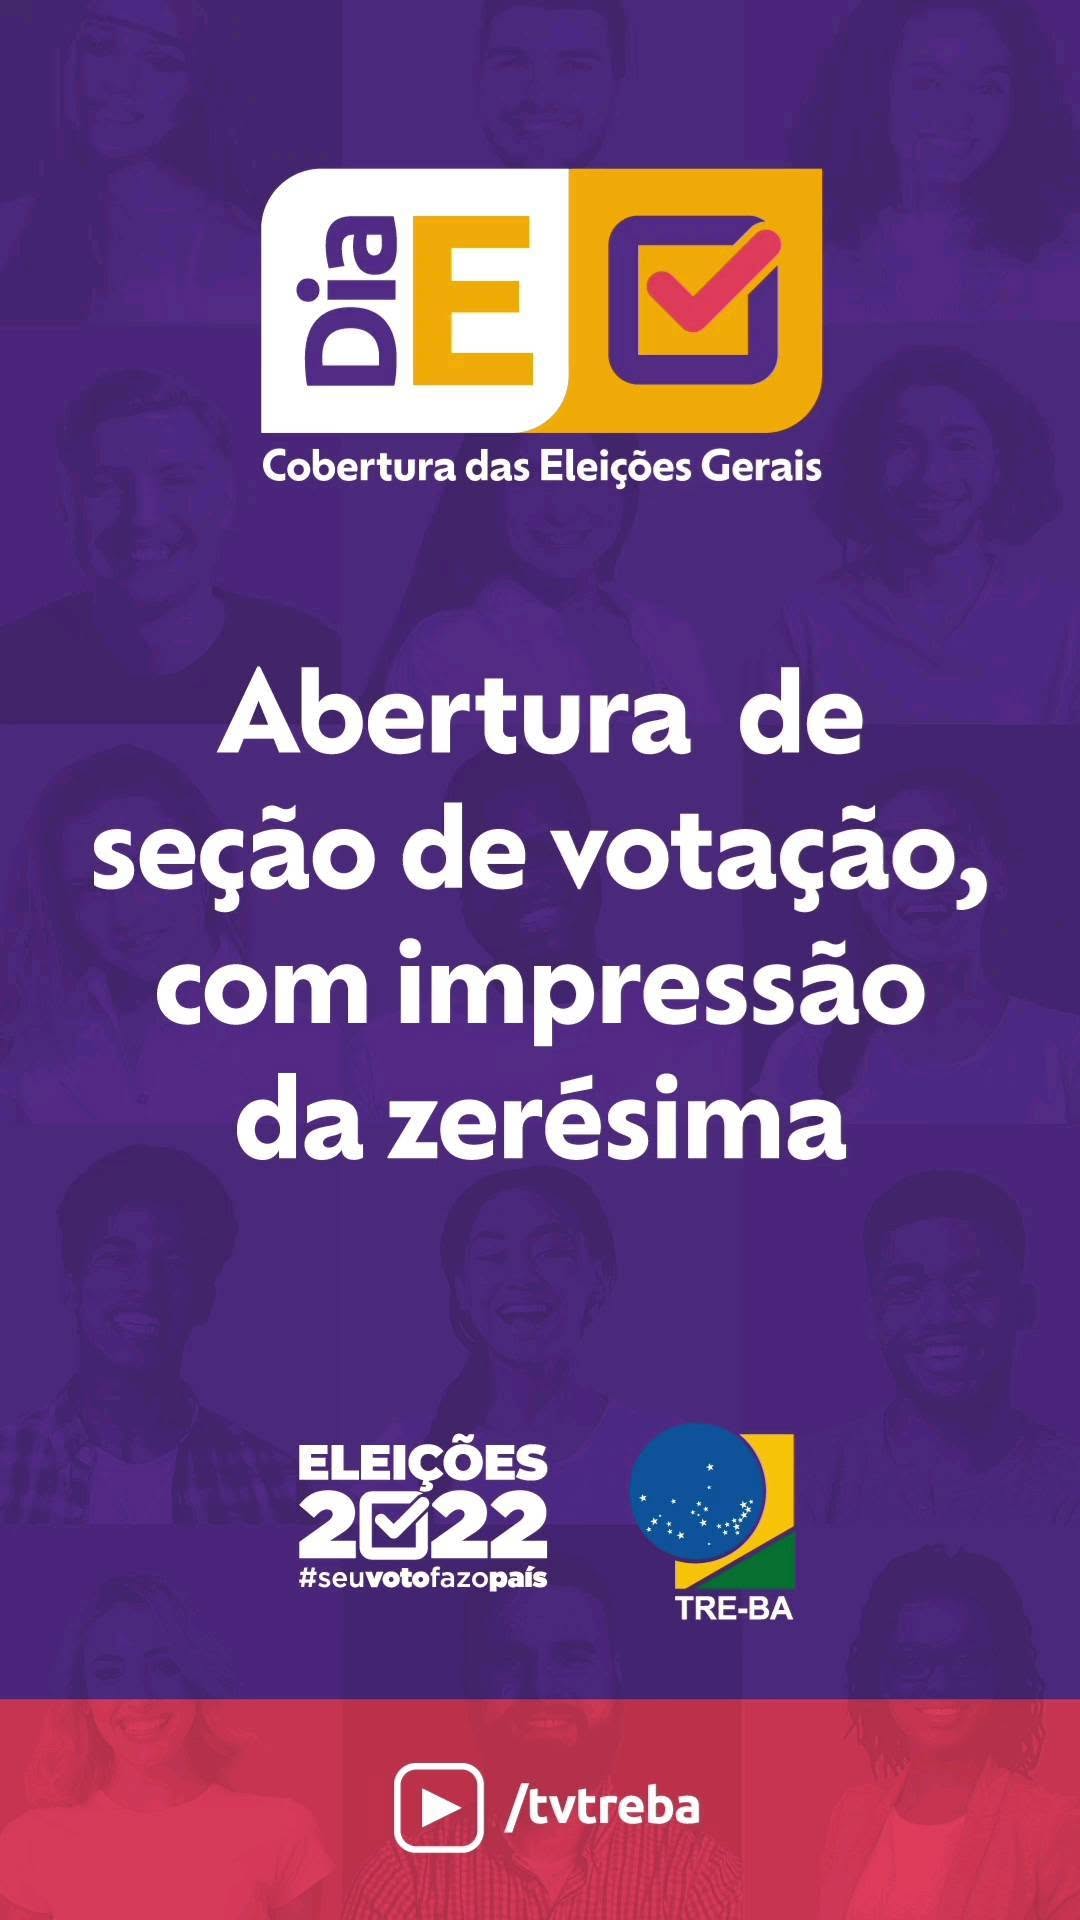 Dia E
Cobertura das Eleições Gerais
Abertura de
seção de votação,
com impressão
da zerésima
ELEIÇÕES
2022
#seuvotofazopaís
TRE-BA
/tvtreba